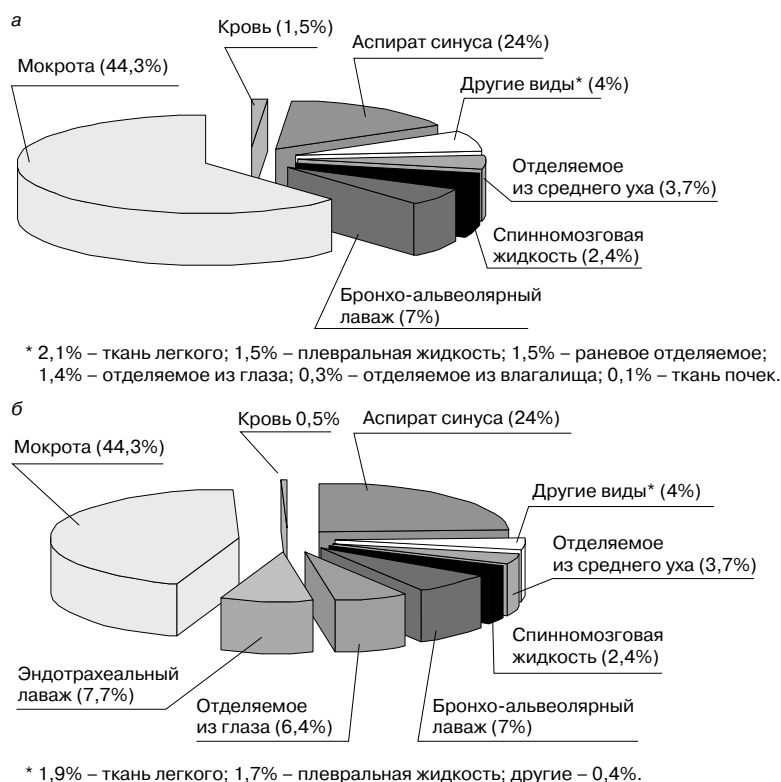 а
Кровь (1,5%)
Аспират синуса (24%)
Мокрота (44,3%)
Другие виды* (4%)
Отделяемое
из среднего уха (3,7%)
Спинномозговая
жидкость (2,4%)
Бронхо-альвеолярный
лаваж (7%)
* 2,1% – ткань легкого; 1,5% – плевральная жидкость; 1,5% – раневое отделяемое;
1,4% – отделяемое из глаза; 0,3% – отделяемое из влагалища; 0,1% – ткань почек.
б
Кровь 0,5%
Аспират синуса (24%)
Мокрота (44,3%)
Другие виды* (4%)
Отделяемое
из среднего уха (3,7%)
Спинномозговая
жидкость (2,4%)
Эндотрахеальный
лаваж (7,7%)
Отделяемое
из глаза (6,4%)
Бронхо-альвеолярный
лаваж (7%)
* 1,9% – ткань легкого; 1,7% – плевральная жидкость; другие – 0,4%.